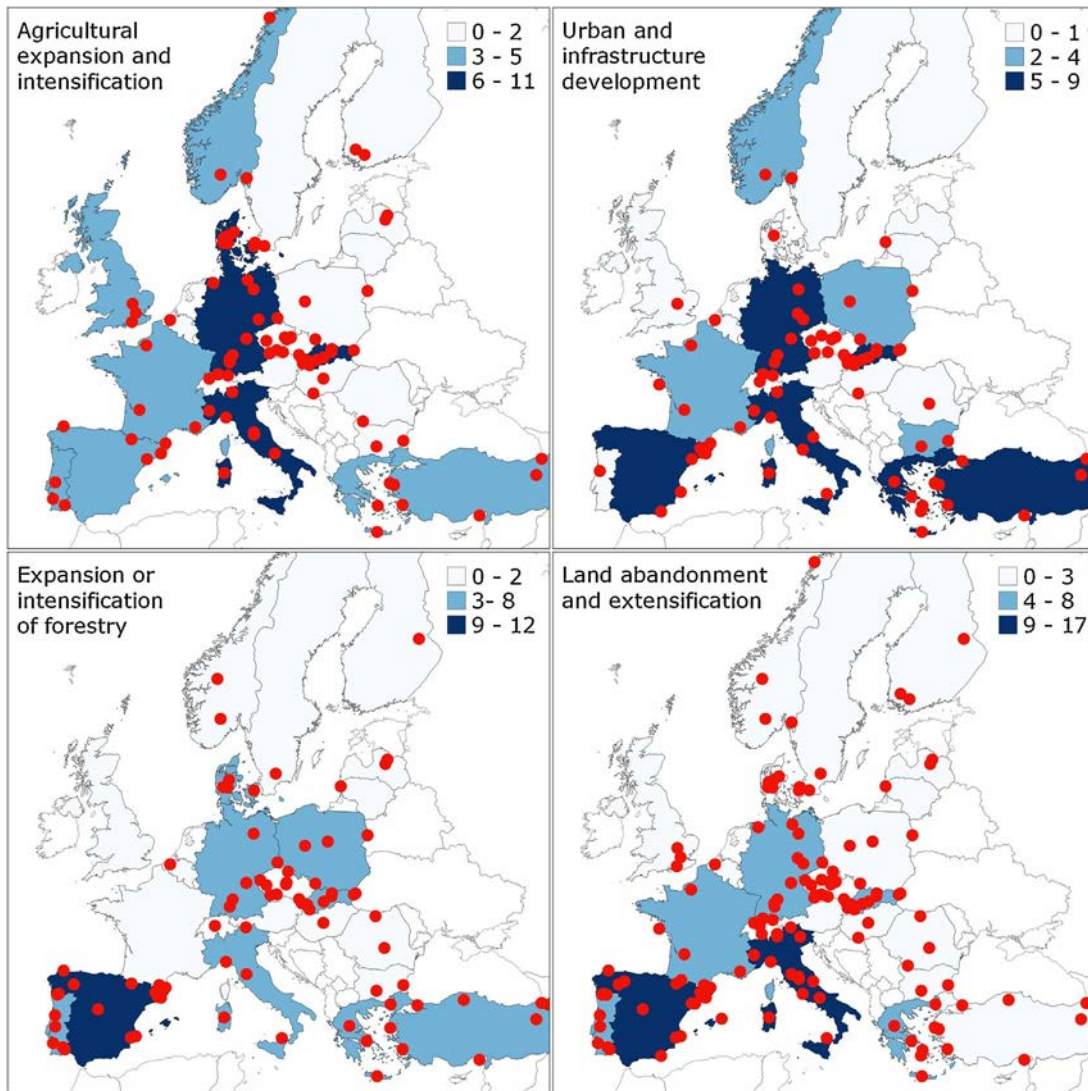 Agricultural
expansion and
intensification
0 - 2
3 - 5
6 - 11
Urban and
infrastructure
development
0 - 1
2 - 4
5 - 9
Expansion or
intensification
of forestry
0 - 2
3- 8
9 - 12
Land abandonment
and extensification
0 - 3
4 - 8
9 - 17